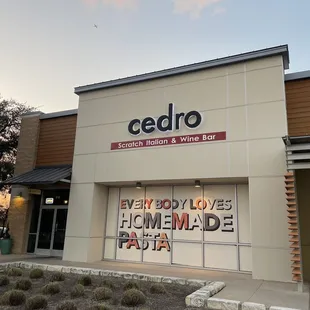 cedro
Scratch Italian & Wine Bar
EVERY BODY LOVES
HOMEMADE
PASTA